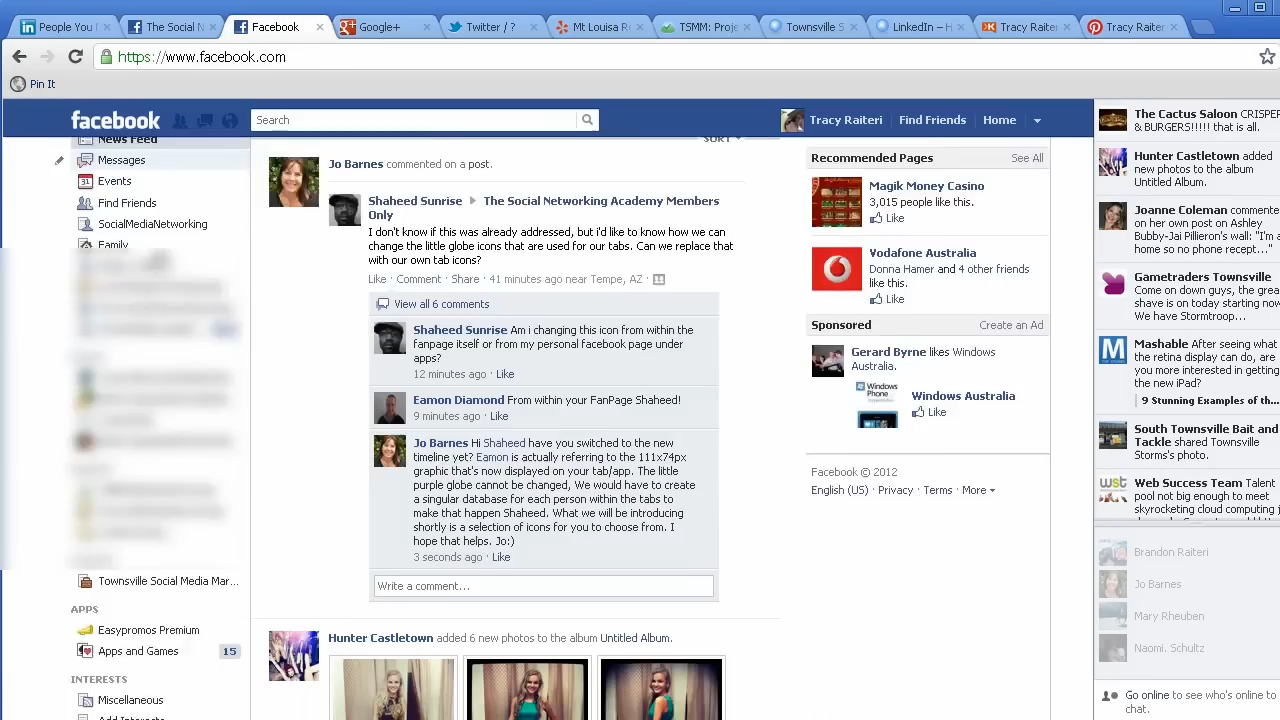 People You
The Social N
Facebook
Google+
Twitter / ?
Mt Louisa R
TSMM: Proj
Townsville S
LinkedIn – H
Tracy Raiter
Tracy Raiter
https://www.facebook.com
Pin It
facebook
Search
Tracy Raiteri
Find Friends
Home
News Feed
Messages
Events
Find Friends
SocialMediaNetworking
Family
Townsville Social Media Mar...
APPS
Easypromos Premium
Apps and Games
15
INTERESTS
Miscellaneous
Add Interests
SORT
Jo Barnes commented on a post.
Shaheed Sunrise The Social Networking Academy Members
Only
I don't know if this was already addressed, but i'd like to know how we can
change the little globe icons that are used for our tabs. Can we replace that
with our own tab icons?
Like · Comment · Share · 41 minutes ago near Tempe, AZ ·
View all 6 comments
Shaheed Sunrise Am i changing this icon from within the
fanpage itself or from my personal facebook page under
apps?
12 minutes ago · Like
Eamon Diamond From within your FanPage Shaheed!
9 minutes ago · Like
Jo Barnes Hi Shaheed have you switched to the new
timeline yet? Eamon is actually referring to the 111x74px
graphic that's now displayed on your tab/app. The little
purple globe cannot be changed, We would have to create
a singular database for each person within the tabs to
make that happen Shaheed. What we will be introducing
shortly is a selection of icons for you to choose from. I
hope that helps. Jo:)
3 seconds ago · Like
Write a comment...
Hunter Castletown added 6 new photos to the album Untitled Album.
Recommended Pages
See All
Magik Money Casino
3,015 people like this.
Like
Vodafone Australia
Donna Hamer and 4 other friends
like this.
Like
Sponsored
Create an Ad
Gerard Byrne likes Windows
Australia.
Windows
Phone
Windows Australia
Like
Facebook © 2012
English (US) · Privacy · Terms · More
The Cactus Saloon CRISPER
& BURGERS!!!!! that is all.
Hunter Castletown added
new photos to the album
Untitled Album.
Joanne Coleman commente
on her own post on Ashley
Bubby-Jai Pillieron's wall: "I'm a
home so no phone recept..."
Gametraders Townsville
Come on down guys, the grea
shave is on today starting now
We have Stormtroop...
Mashable After seeing what
the retina display can do, are
you more interested in getting
the new iPad?
9 Stunning Examples of th...
South Townsville Bait and
Tackle shared Townsville
Storms's photo.
wst
Web Success Team Talent
pool not big enough to meet
skyrocketing cloud computing j
Brandon Raiteri
Jo Barnes
Mary Rheuben
Naomi. Schultz
Go online to see who's online to
chat.